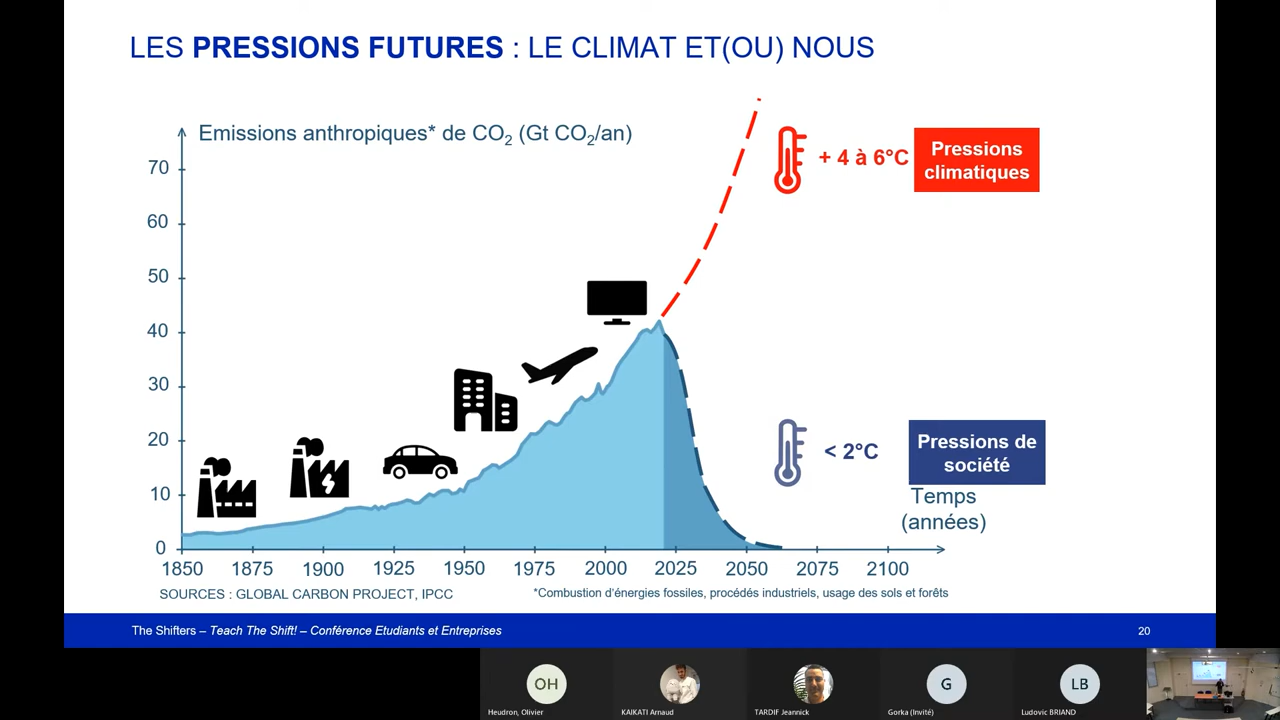 LES PRESSIONS FUTURES : LE CLIMAT ET(OU) NOUS
Emissions anthropiques* de CO₂ (Gt CO₂/an)
70
60
50
40
30
20
10
0
+ 4 à 6°C
Pressions
climatiques
< 2°C
Pressions de
société
Temps
(années)
1850 1875 1900 1925 1950 1975 2000 2025 2050 2075 2100
SOURCES : GLOBAL CARBON PROJECT, IPCC
*Combustion d'énergies fossiles, procédés industriels, usage des sols et forêts
The Shifters – Teach The Shift! – Conférence Etudiants et Entreprises
20
OH
G
LB
Heudron, Olivier
KAIKATI Arnaud
TARDIF Jeannick
Gorka (Invité)
Ludovic BRIAND